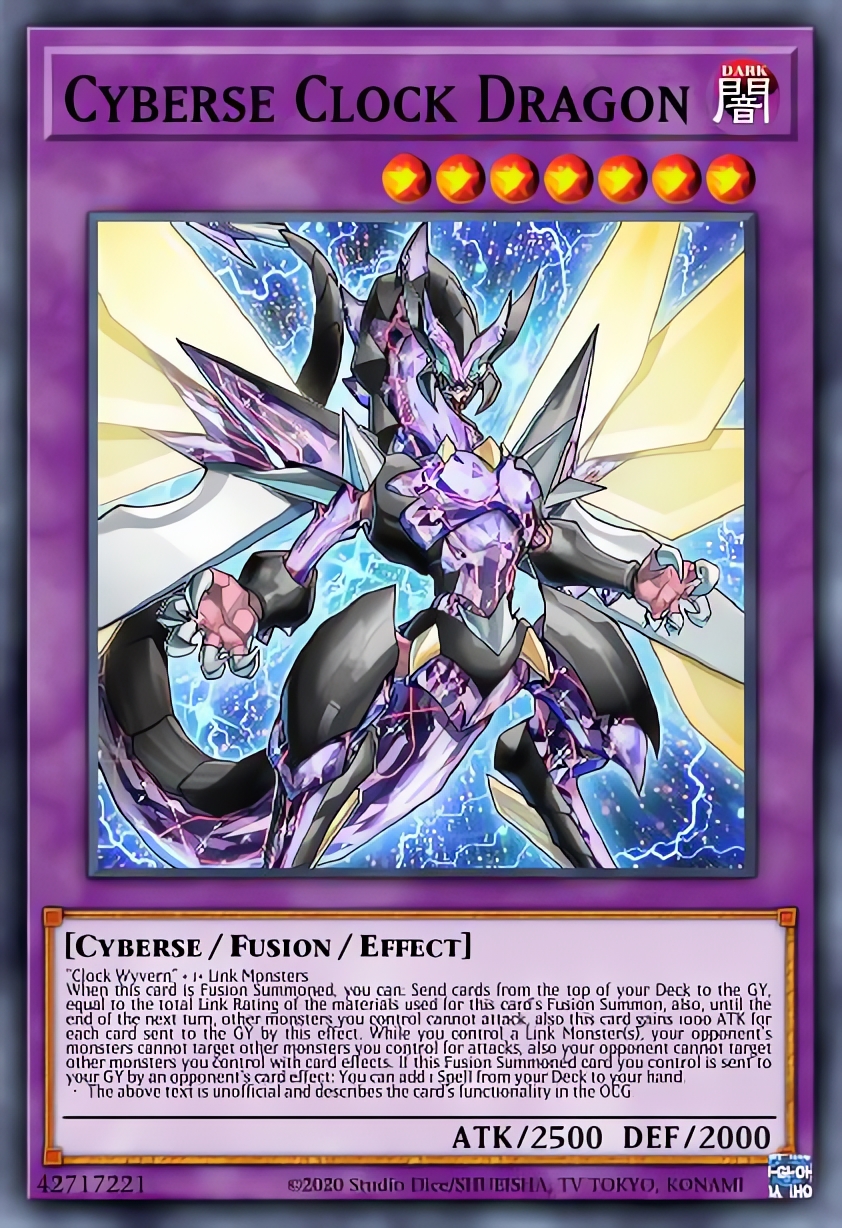 CYBERSE CLOCK DRAGON
DARK
闇
[CYBERSE / FUSION / EFFECT]
"Clock Wyvern" + 1+ Link Monsters
When this card is Fusion Summoned, you can: Send cards from the top of your Deck to the GY,
equal to the total Link Rating of the materials used for this card's Fusion Summon, also, until the
end of the next turn, other monsters you control cannot attack, also this card gains 1000 ATK for
each card sent to the GY by this effect. While you control a Link Monster(s), your opponent's
monsters cannot target other monsters you control for attacks, also your opponent cannot target
other monsters you control with card effects. If this Fusion Summoned card you control is sent to
your GY by an opponent's card effect: You can add 1 Spell from your Deck to your hand.
· The above text is unofficial and describes the card's functionality in the OCG
ATK/2500 DEF/2000
42717221
©2020 Studio Dice/SHUEISHA, TV TOKYO, KONAMI